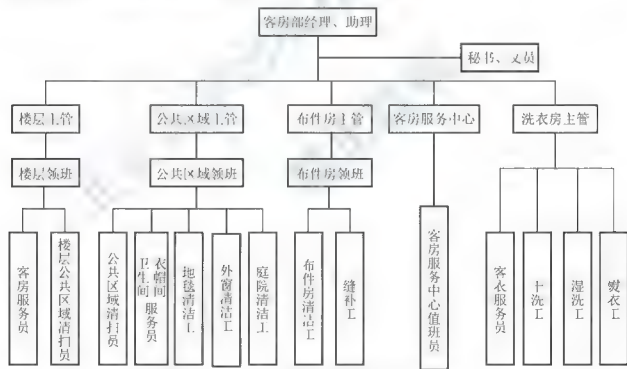 客房部经理、助理
秘书、文员
楼层主管
公共区域主管
布件房主管
客房服务中心
洗衣房主管
楼层领班
公共区域领班
布件房领班
客房服务员
楼层公共区域清扫员
公共区域清扫员
衣帽间
卫生间
服务员
地毯清洁工
外窗清洁工
庭院清洁工
布件房清洁工
缝补工
客房服务中心值班员
客衣服务员
干洗工
湿洗工
熨衣工